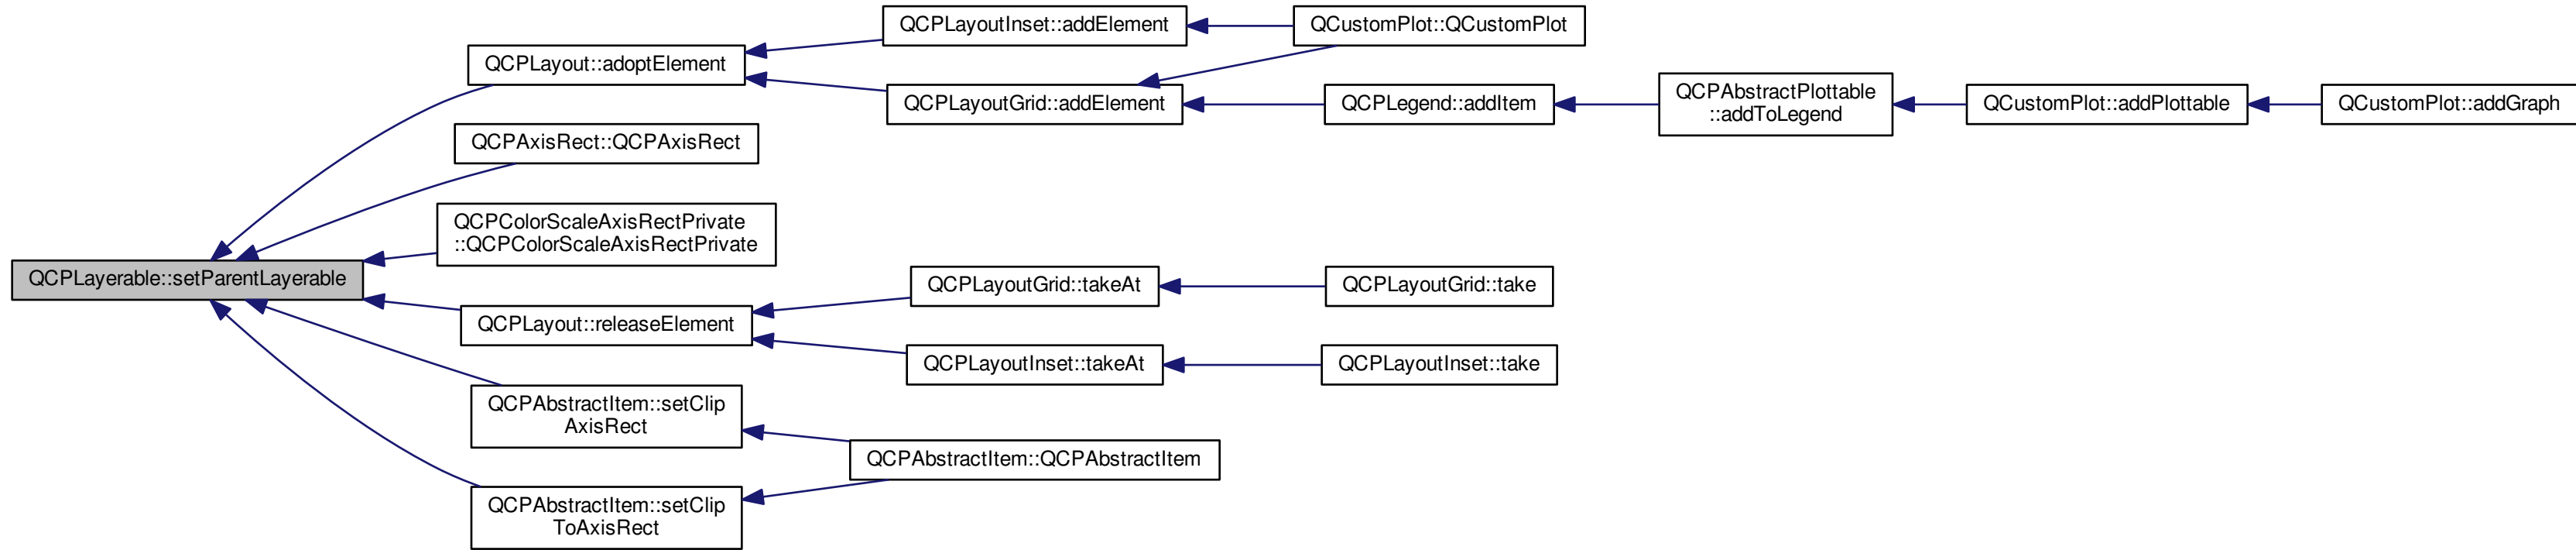 QCPLayerable::setParentLayerable
QCPLayout::adoptElement
QCPLayoutInset::addElement
QCustomPlot::QCustomPlot
QCPLayoutGrid::addElement
QCPLegend::addItem
QCPAbstractPlottable
::addToLegend
QCustomPlot::addPlottable
QCustomPlot::addGraph
QCPAxisRect::QCPAxisRect
QCPColorScaleAxisRectPrivate
::QCPColorScaleAxisRectPrivate
QCPLayout::releaseElement
QCPLayoutGrid::takeAt
QCPLayoutGrid::take
QCPLayoutInset::takeAt
QCPLayoutInset::take
QCPAbstractItem::setClip
AxisRect
QCPAbstractItem::QCPAbstractItem
QCPAbstractItem::setClip
ToAxisRect